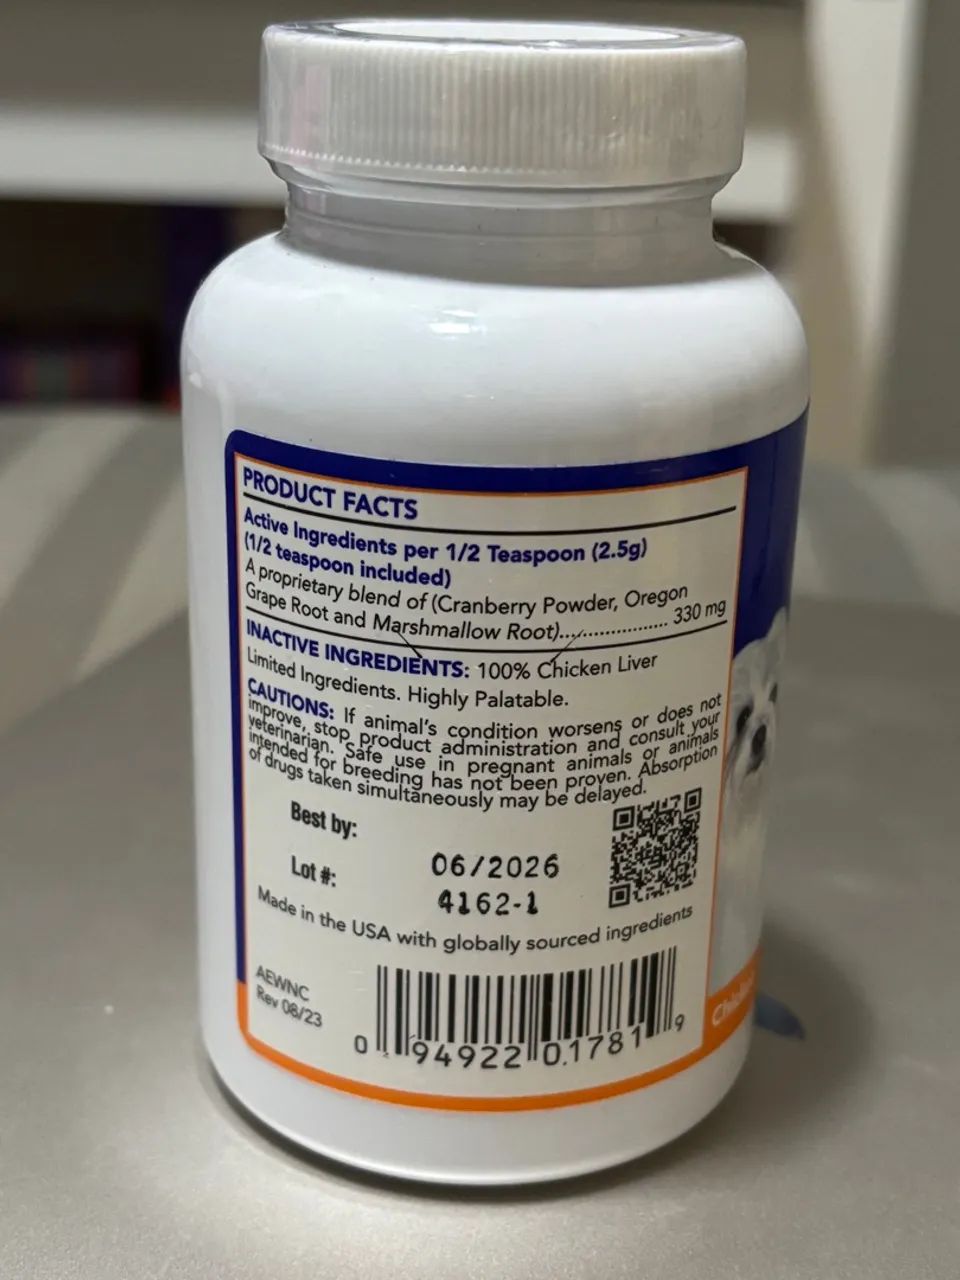 PRODUCT FACTS
Active Ingredients per 1/2 Teaspoon (2.5g)
(1/2 teaspoon included)
A proprietary blend of (Cranberry Powder, Oregon
Grape Root and Marshmallow Root)................... 330 mg
INACTIVE INGREDIENTS: 100% Chicken Liver
Limited Ingredients. Highly Palatable.
CAUTIONS: If animal's condition worsens or does not
improve, stop product administration and consult your
veterinarian. Safe use in pregnant animals or animals
intended for breeding has not been proven. Absorption
of drugs taken simultaneously may be delayed.
Best by:
06/2026
Lot #:
4162-1
Made in the USA with globally sourced ingredients
AEWNC
Rev 08/23
0 94922 01781 9